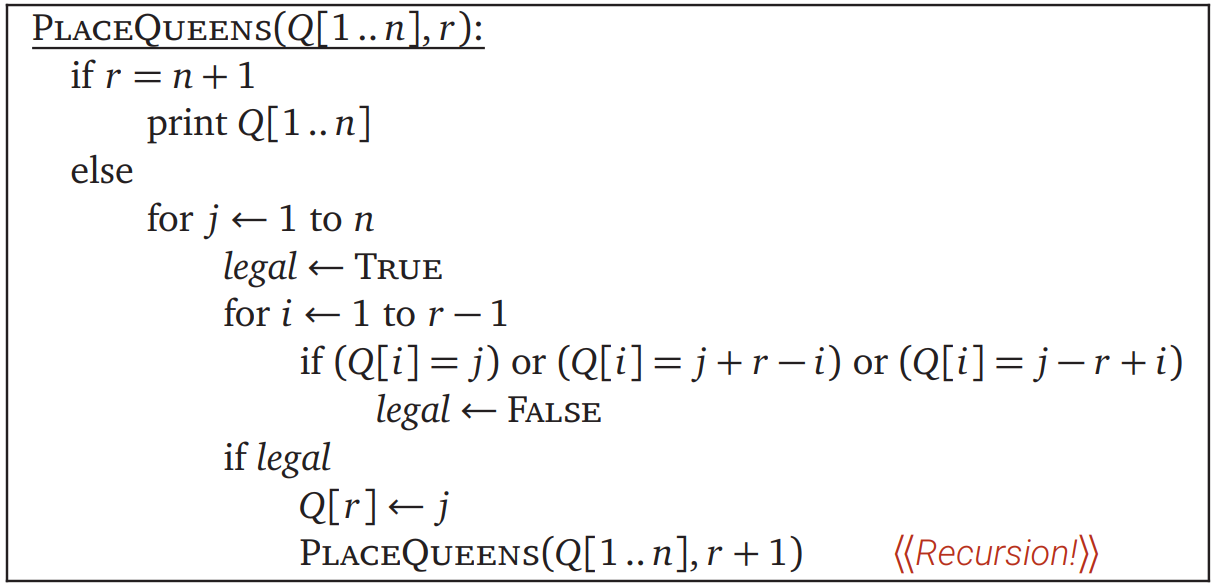 PLACEQUEENS(Q[1 .. n], r):
if r = n + 1
print Q[1 .. n]
else
for j ← 1 to n
legal ← TRUE
for i ← 1 to r − 1
if (Q[i] = j) or (Q[i] = j + r − i) or (Q[i] = j − r + i)
legal ← FALSE
if legal
Q[r] ← j
PLACEQUEENS(Q[1 .. n], r + 1) ⟨⟨Recursion!⟩⟩